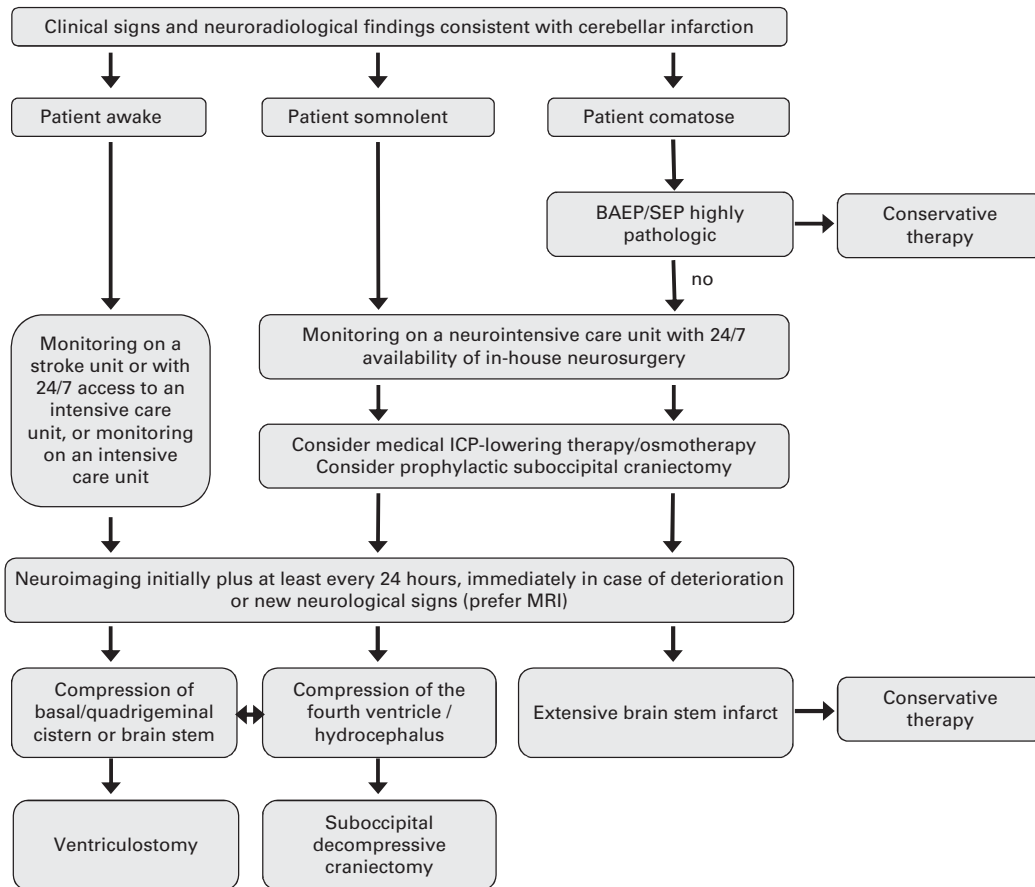 Clinical signs and neuroradiological findings consistent with cerebellar infarction
Patient awake
Patient somnolent
Patient comatose
BAEP/SEP highly
pathologic
Conservative
therapy
no
Monitoring on a
stroke unit or with
24/7 access to an
intensive care
unit, or monitoring
on an intensive
care unit
Monitoring on a neurointensive care unit with 24/7
availability of in-house neurosurgery
Consider medical ICP-lowering therapy/osmotherapy
Consider prophylactic suboccipital craniectomy
Neuroimaging initially plus at least every 24 hours, immediately in case of deterioration
or new neurological signs (prefer MRI)
Compression of
basal/quadrigeminal
cistern or brain stem
Compression of the
fourth ventricle /
hydrocephalus
Extensive brain stem infarct
Conservative
therapy
Ventriculostomy
Suboccipital
decompressive
craniectomy